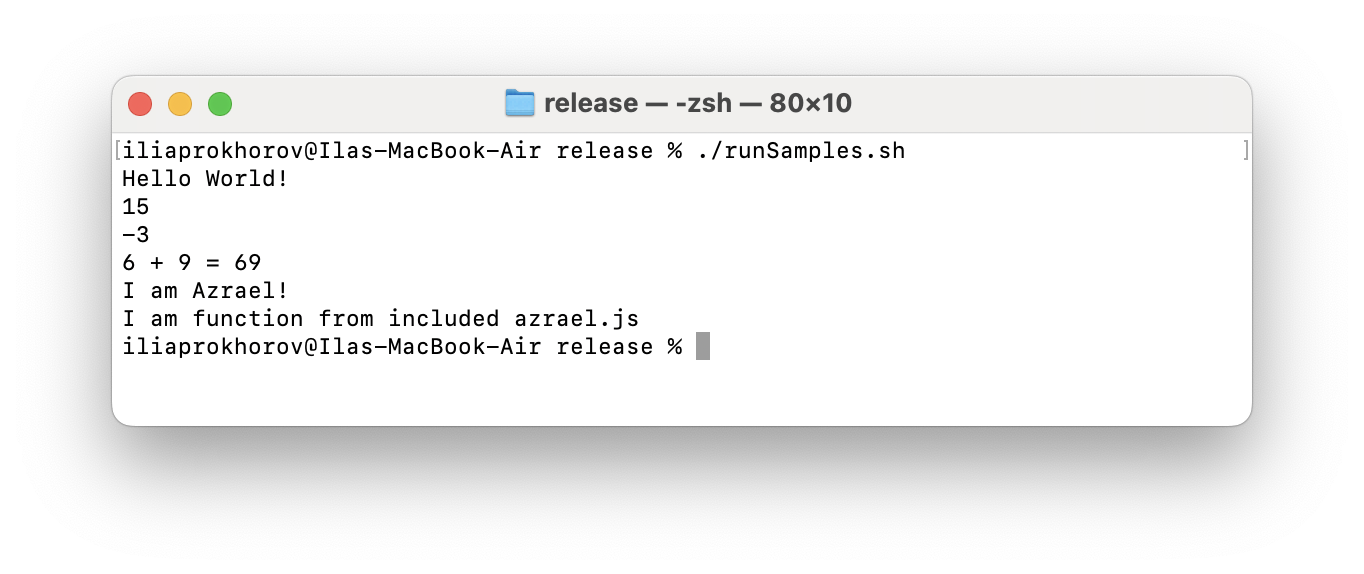 release — -zsh — 80×10
[iliaprokhorov@Ilas-MacBook-Air release % ./runSamples.sh ]
Hello World!
15
-3
6 + 9 = 69
I am Azrael!
I am function from included azrael.js
iliaprokhorov@Ilas-MacBook-Air release %